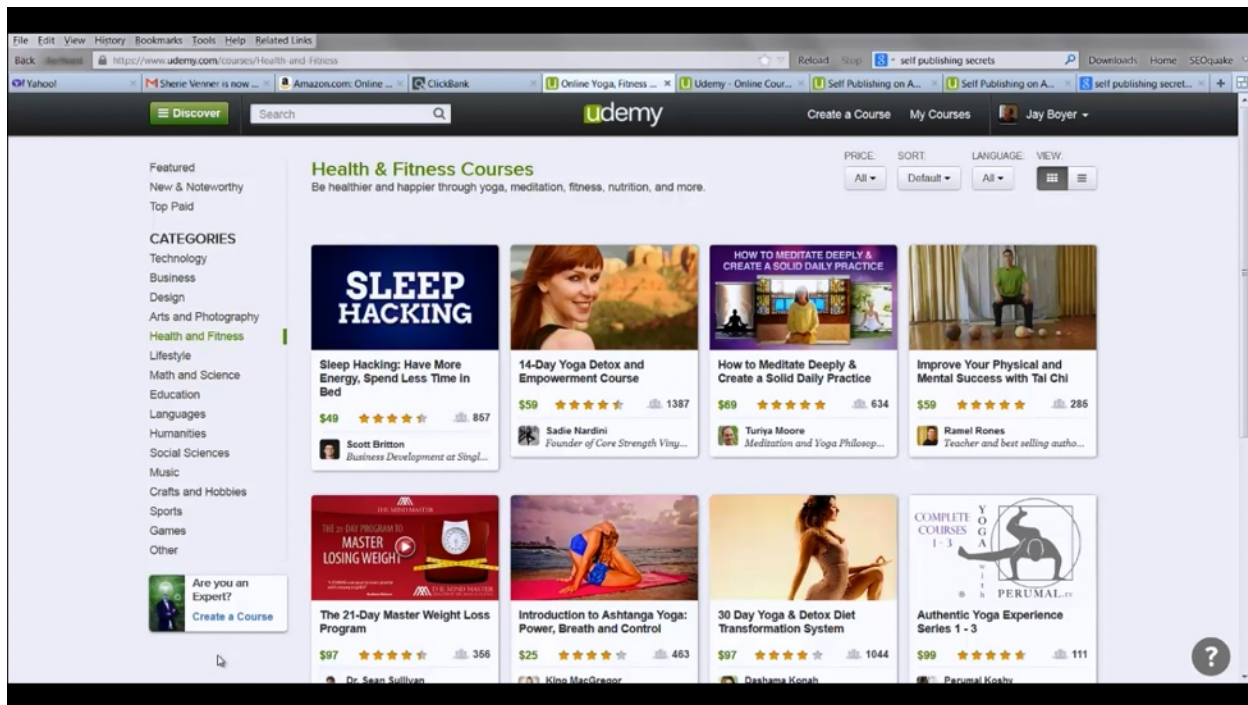 File Edit View History Bookmarks Tools Help Related Links
Back https://www.udemy.com/courses/Health-and-Fitness Reload Stop self publishing secrets Downloads Home SEOquake
Yahoo! Sherie Venner is now ... Amazon.com: Online ... ClickBank Online Yoga, Fitness ... Udemy - Online Cour... Self Publishing on A... Self Publishing on A... self publishing secret...
Discover Search udemy Create a Course My Courses Jay Boyer
Featured
New & Noteworthy
Top Paid
CATEGORIES
Technology
Business
Design
Arts and Photography
Health and Fitness
Lifestyle
Math and Science
Education
Languages
Humanities
Social Sciences
Music
Crafts and Hobbies
Sports
Games
Other
Are you an
Expert?
Create a Course
Health & Fitness Courses
Be healthier and happier through yoga, meditation, fitness, nutrition, and more.
PRICE: SORT: LANGUAGE: VIEW:
All Default All
SLEEP
HACKING
Sleep Hacking: Have More
Energy, Spend Less Time in
Bed
$49 857
Scott Britton
Business Development at Singl...
14-Day Yoga Detox and
Empowerment Course
$59 1387
Sadie Nardini
Founder of Core Strength Viny...
HOW TO MEDITATE DEEPLY &
CREATE A SOLID DAILY PRACTICE
How to Meditate Deeply &
Create a Solid Daily Practice
$69 634
Turiya Moore
Meditation and Yoga Philosop...
Improve Your Physical and
Mental Success with Tai Chi
$59 286
Ramel Rones
Teacher and best selling autho...
THE MIND MASTER
THE 21-DAY PROGRAM TO
MASTER
LOSING WEIGHT
THE MIND MASTER
The 21-Day Master Weight Loss
Program
$97 356
Dr. Sean Sullivan
Introduction to Ashtanga Yoga:
Power, Breath and Control
$25 463
Kino MacGregor
30 Day Yoga & Detox Diet
Transformation System
$97 1044
Dashama Konah
COMPLETE
COURSES
1 - 3
YOGA
with
PERUMAL.TV
Authentic Yoga Experience
Series 1 - 3
$99 111
Perumal Koshy
?